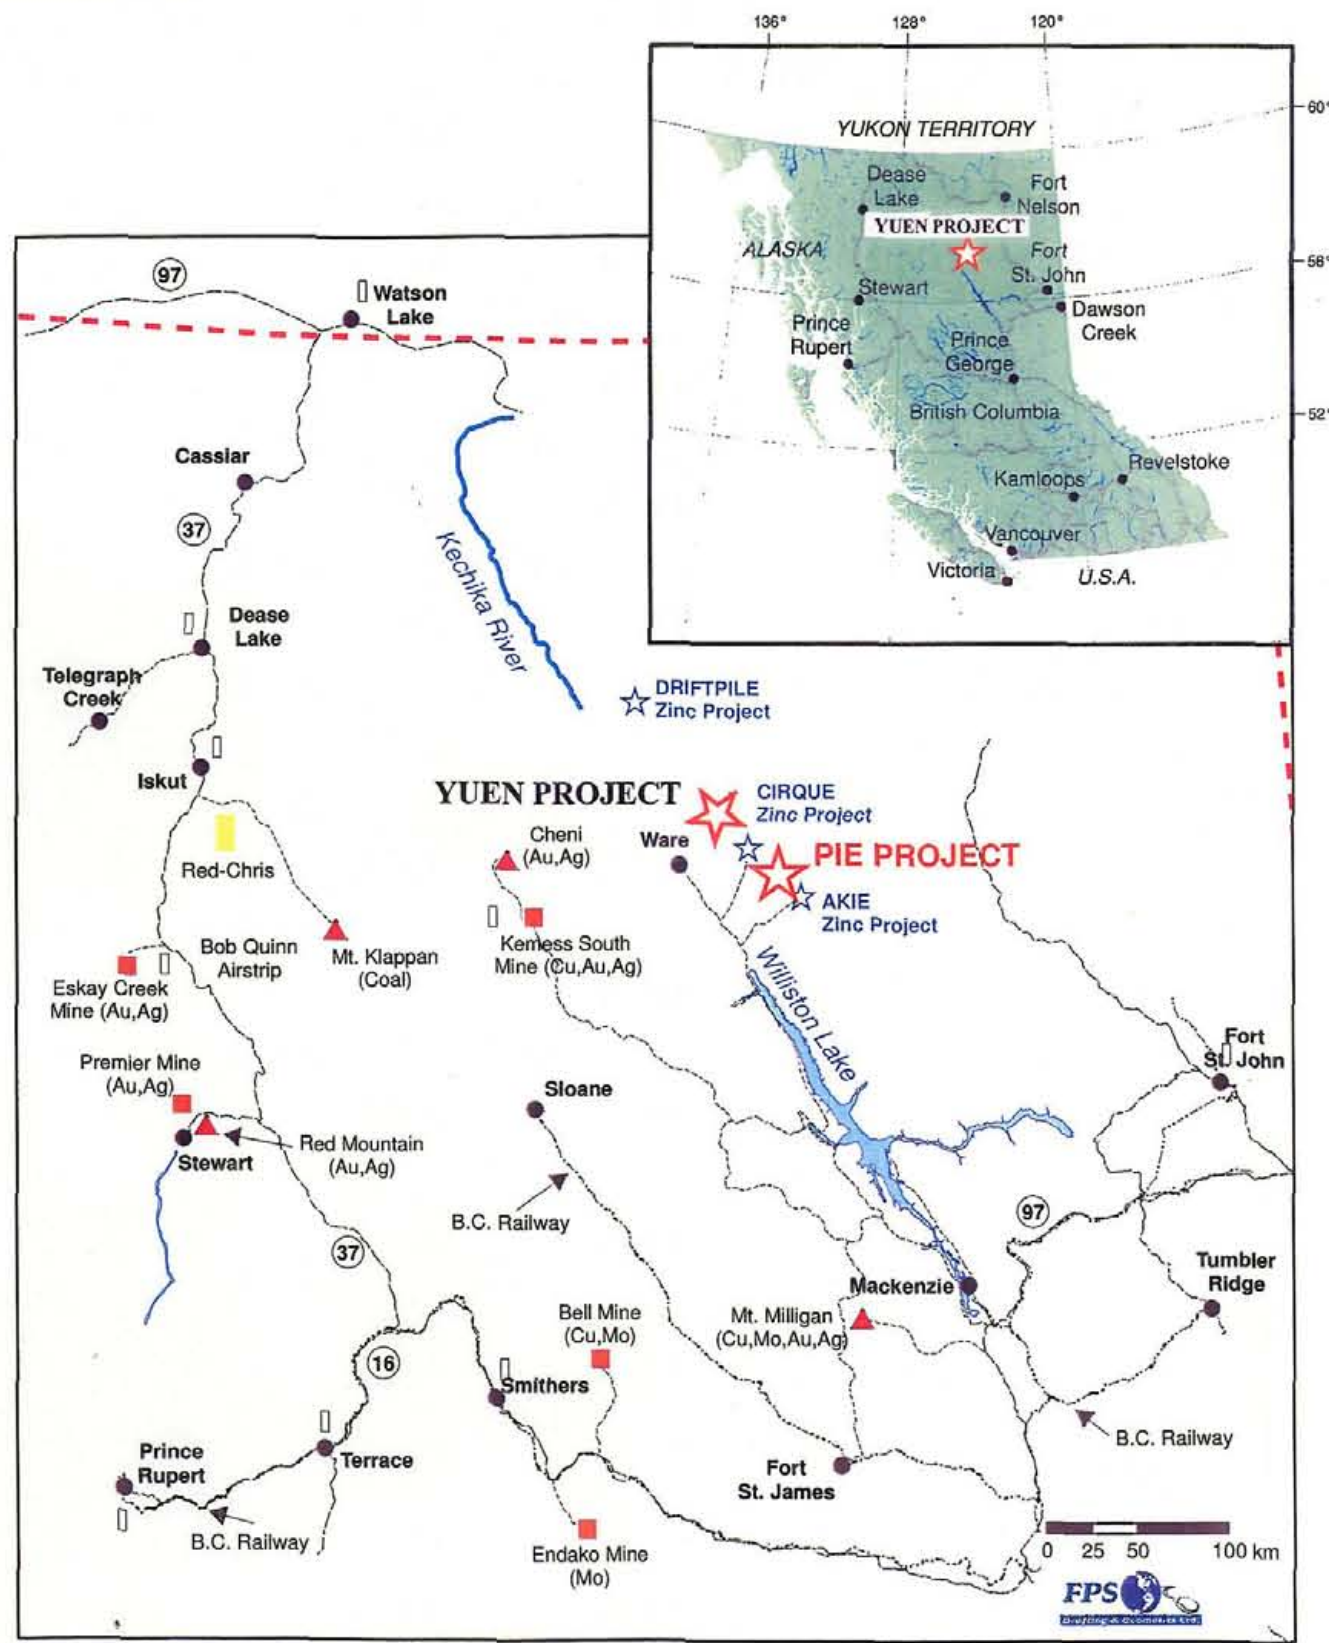 136°
128°
120°
60°
YUKON TERRITORY
Dease
Lake
Fort
Nelson
YUEN PROJECT
ALASKA
Fort
St. John
58°
Stewart
Dawson
Creek
Prince
Rupert
Prince
George
52°
British Columbia
Revelstoke
Kamloops
Vancouver
Victoria
U.S.A.
97
Watson
Lake
Cassiar
37
Kechika River
Dease
Lake
Telegraph
Creek
DRIFTPILE
Zinc Project
Iskut
YUEN PROJECT
CIRQUE
Zinc Project
Ware
PIE PROJECT
Cheni
(Au,Ag)
Red-Chris
AKIE
Zinc Project
Kemess South
Mine (Cu,Au,Ag)
Bob Quinn
Airstrip
Mt. Klappan
(Coal)
Eskay Creek
Mine (Au,Ag)
Williston Lake
Fort
St. John
Premier Mine
(Au,Ag)
Sloane
Red Mountain
(Au,Ag)
Stewart
B.C. Railway
97
37
Tumbler
Ridge
Mackenzie
Bell Mine
(Cu,Mo)
Mt. Milligan
(Cu,Mo,Au,Ag)
16
Smithers
B.C. Railway
Prince
Rupert
Terrace
Fort
St. James
B.C. Railway
Endako Mine
(Mo)
0 25 50 100 km
FPS
Drafting & Geomatics Ltd.